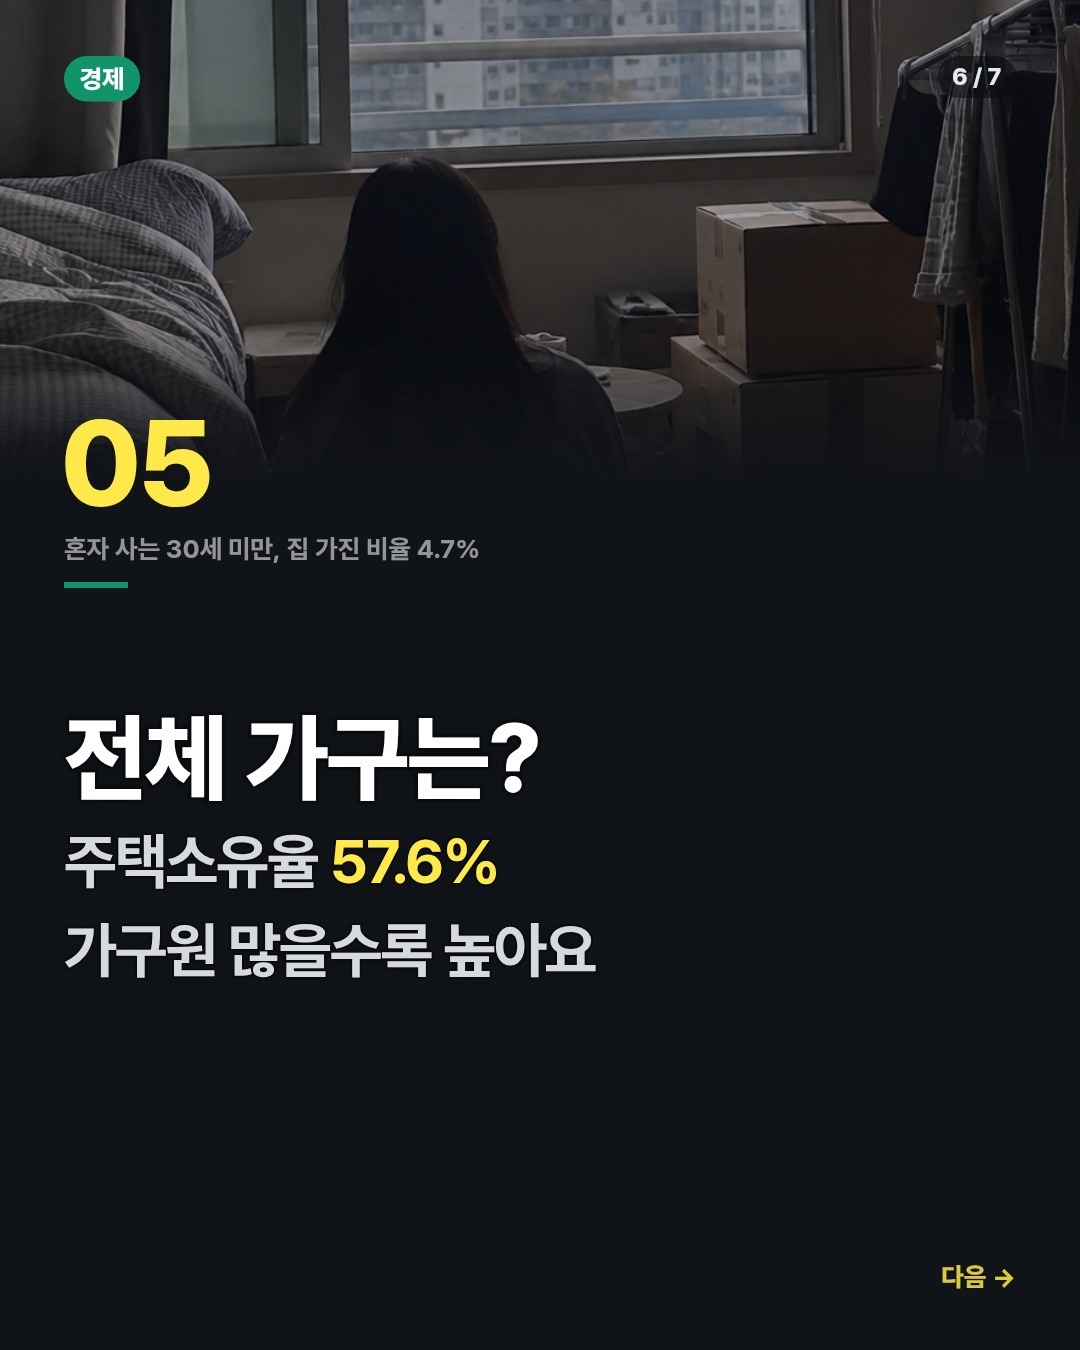 경제
6 / 7
05
혼자 사는 30세 미만, 집 가진 비율 4.7%
전체 가구는?
주택소유율 57.6%
가구원 많을수록 높아요
다음 →